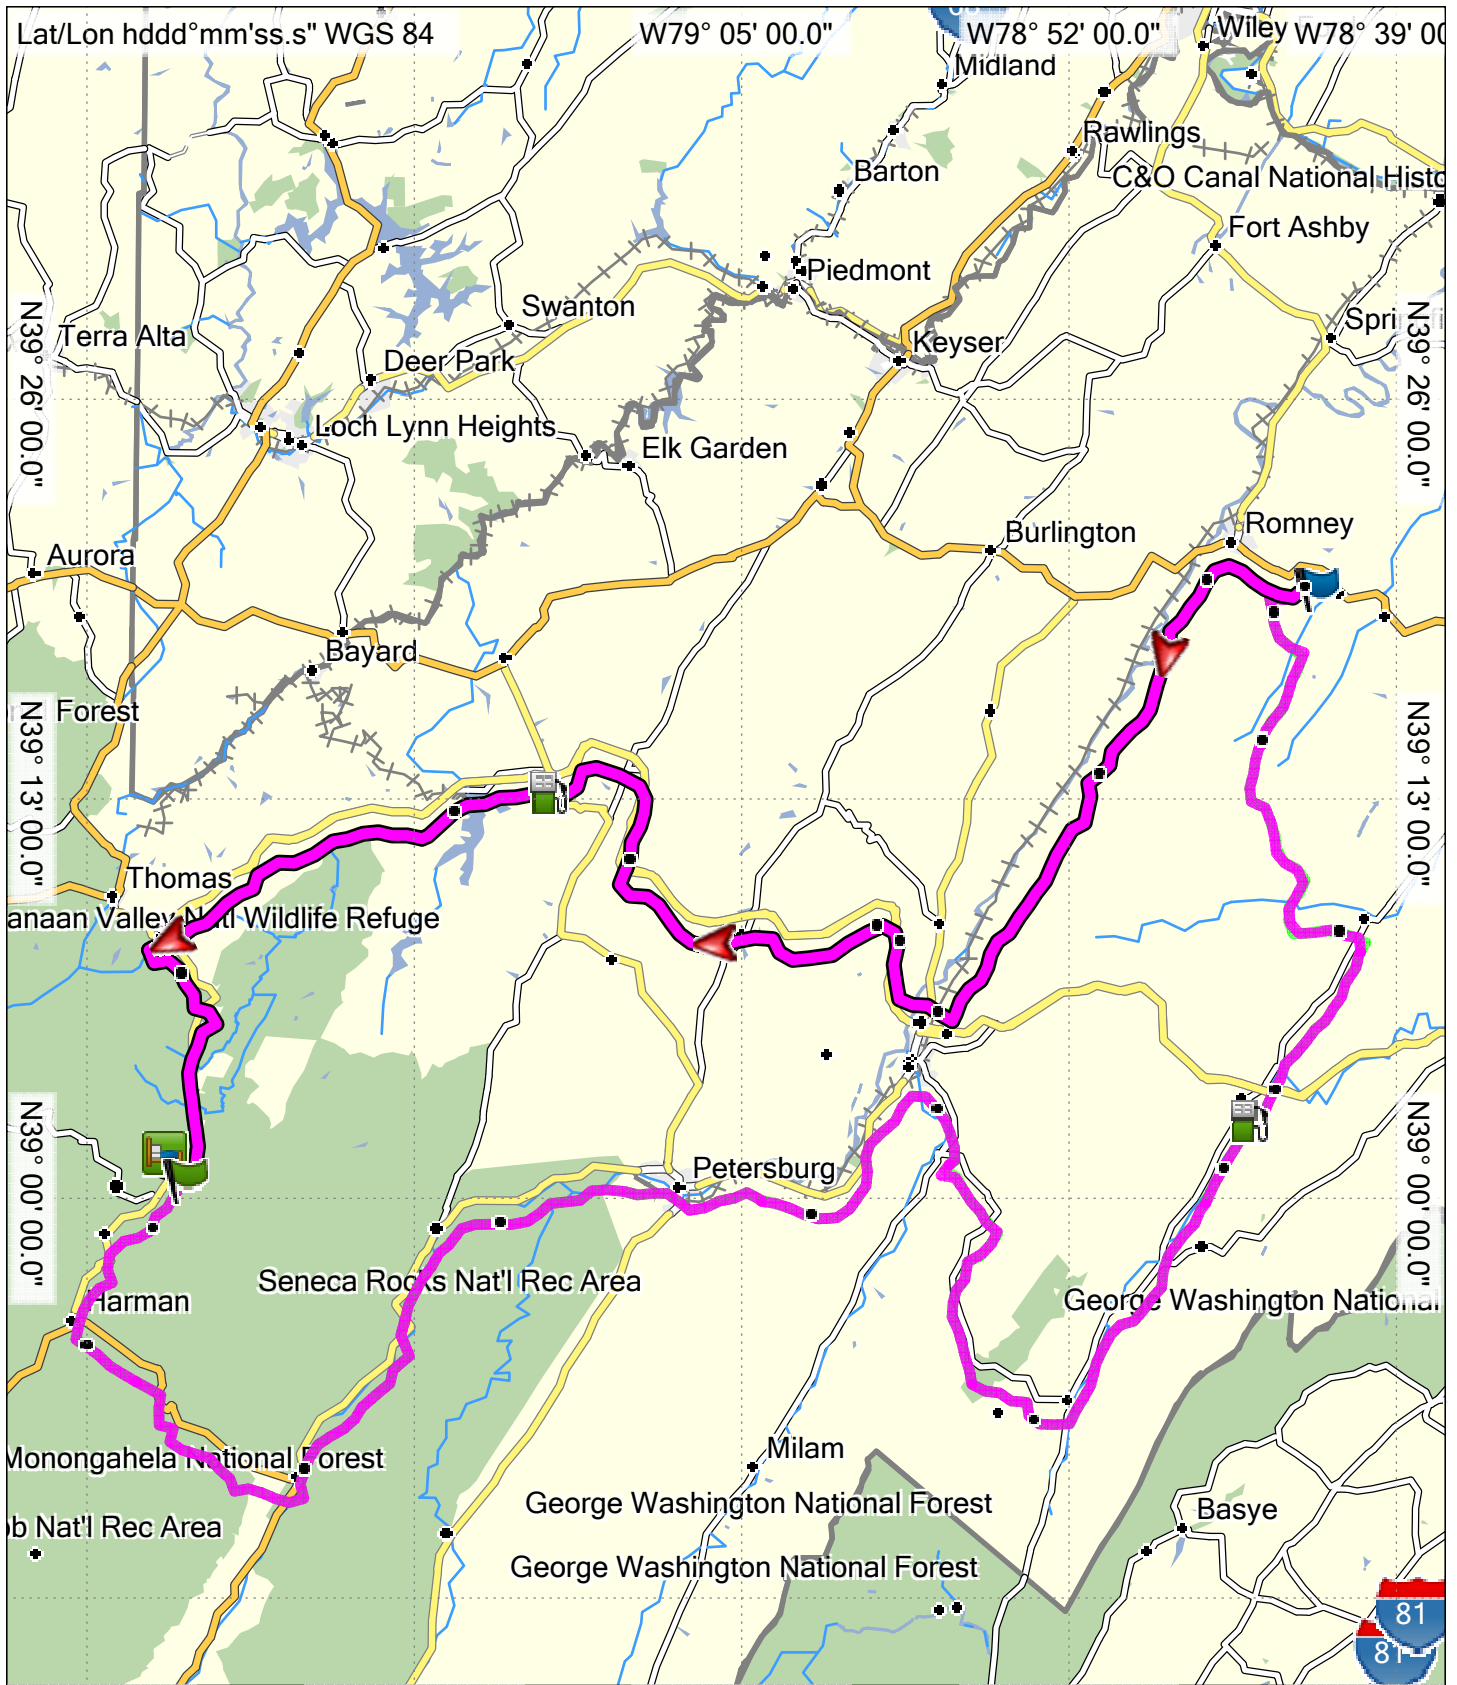 Lat/Lon hddd°mm'ss.s" WGS 84
W79° 05' 00.0"
W78° 52' 00.0"
Wiley
W78° 39' 00
Midland
Rawlings
Barton
C&O Canal National Histo
Fort Ashby
Piedmont
Swanton
N39° 26' 00.0"
N39° 26' 00.0"
Terra Alta
Spri
Keyser
Deer Park
Loch Lynn Heights
Elk Garden
Romney
Burlington
Aurora
Bayard
Forest
N39° 13' 00.0"
N39° 13' 00.0"
Thomas
anaan Valley Natl Wildlife Refuge
N39° 00' 00.0"
N39° 00' 00.0"
Petersburg
Seneca Rocks Nat'l Rec Area
Harman
George Washington National
Milam
Monongahela National Forest
George Washington National Forest
Basye
ob Nat'l Rec Area
George Washington National Forest
81
81